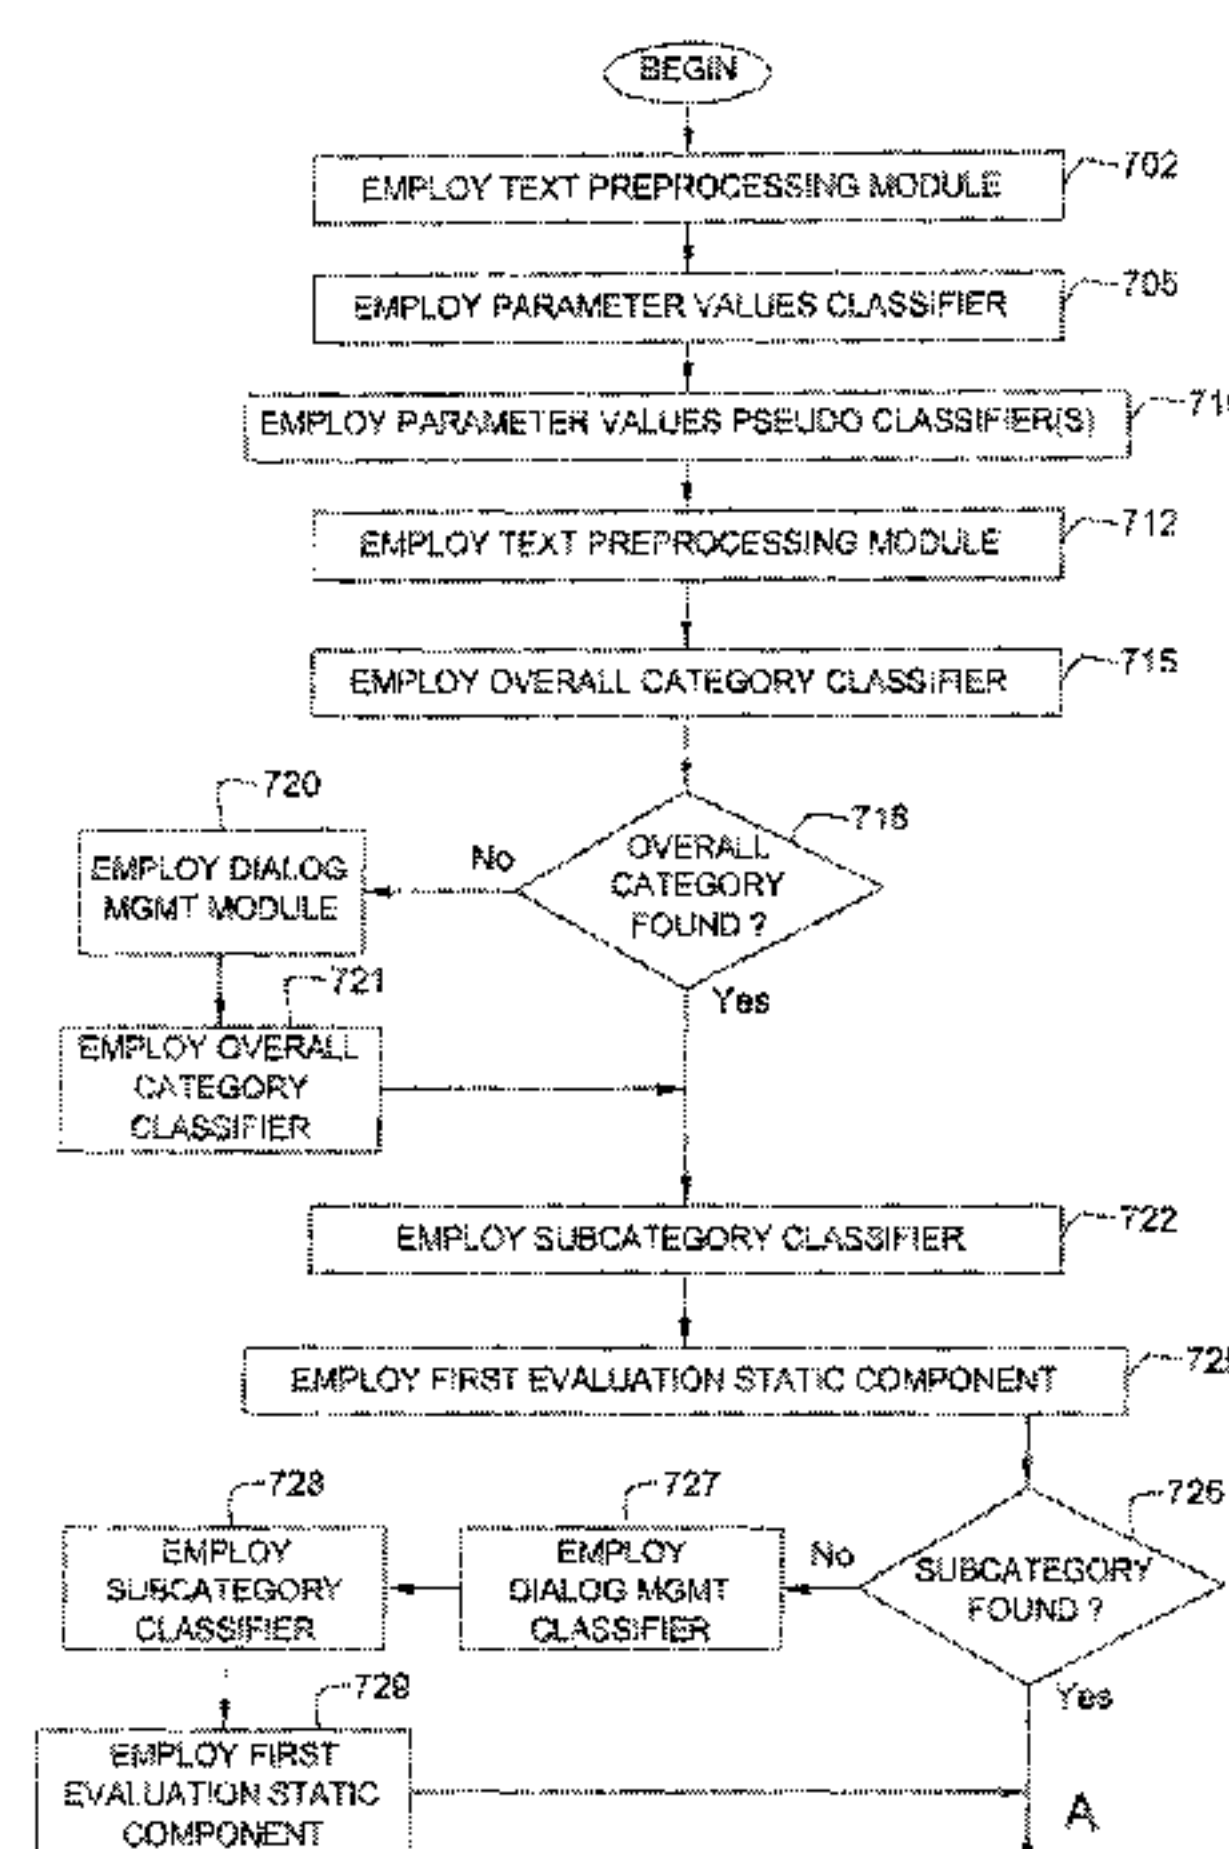 BEGIN
EMPLOY TEXT PREPROCESSING MODULE
702
EMPLOY PARAMETER VALUES CLASSIFIER
705
EMPLOY PARAMETER VALUES PSEUDO CLASSIFIER(S)
EMPLOY TEXT PREPROCESSING MODULE
712
EMPLOY OVERALL CATEGORY CLASSIFIER
715
720
718
OVERALL
CATEGORY
FOUND ?
No
Yes
EMPLOY DIALOG
MGMT MODULE
721
EMPLOY OVERALL
CATEGORY
CLASSIFIER
EMPLOY SUBCATEGORY CLASSIFIER
722
EMPLOY FIRST EVALUATION STATIC COMPONENT
728
727
726
EMPLOY
SUBCATEGORY
CLASSIFIER
EMPLOY
DIALOG MGMT
CLASSIFIER
No
SUBCATEGORY
FOUND ?
Yes
729
EMPLOY FIRST
EVALUATION STATIC
COMPONENT
A